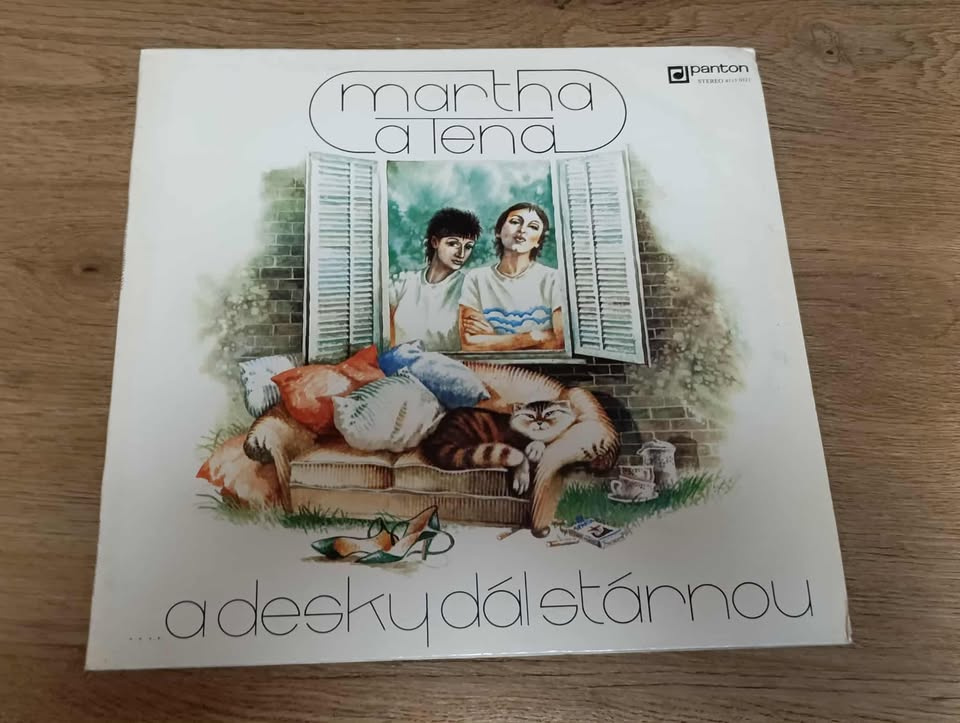 martha
a Tena
panton
STEREO
....a desky dál stárnou